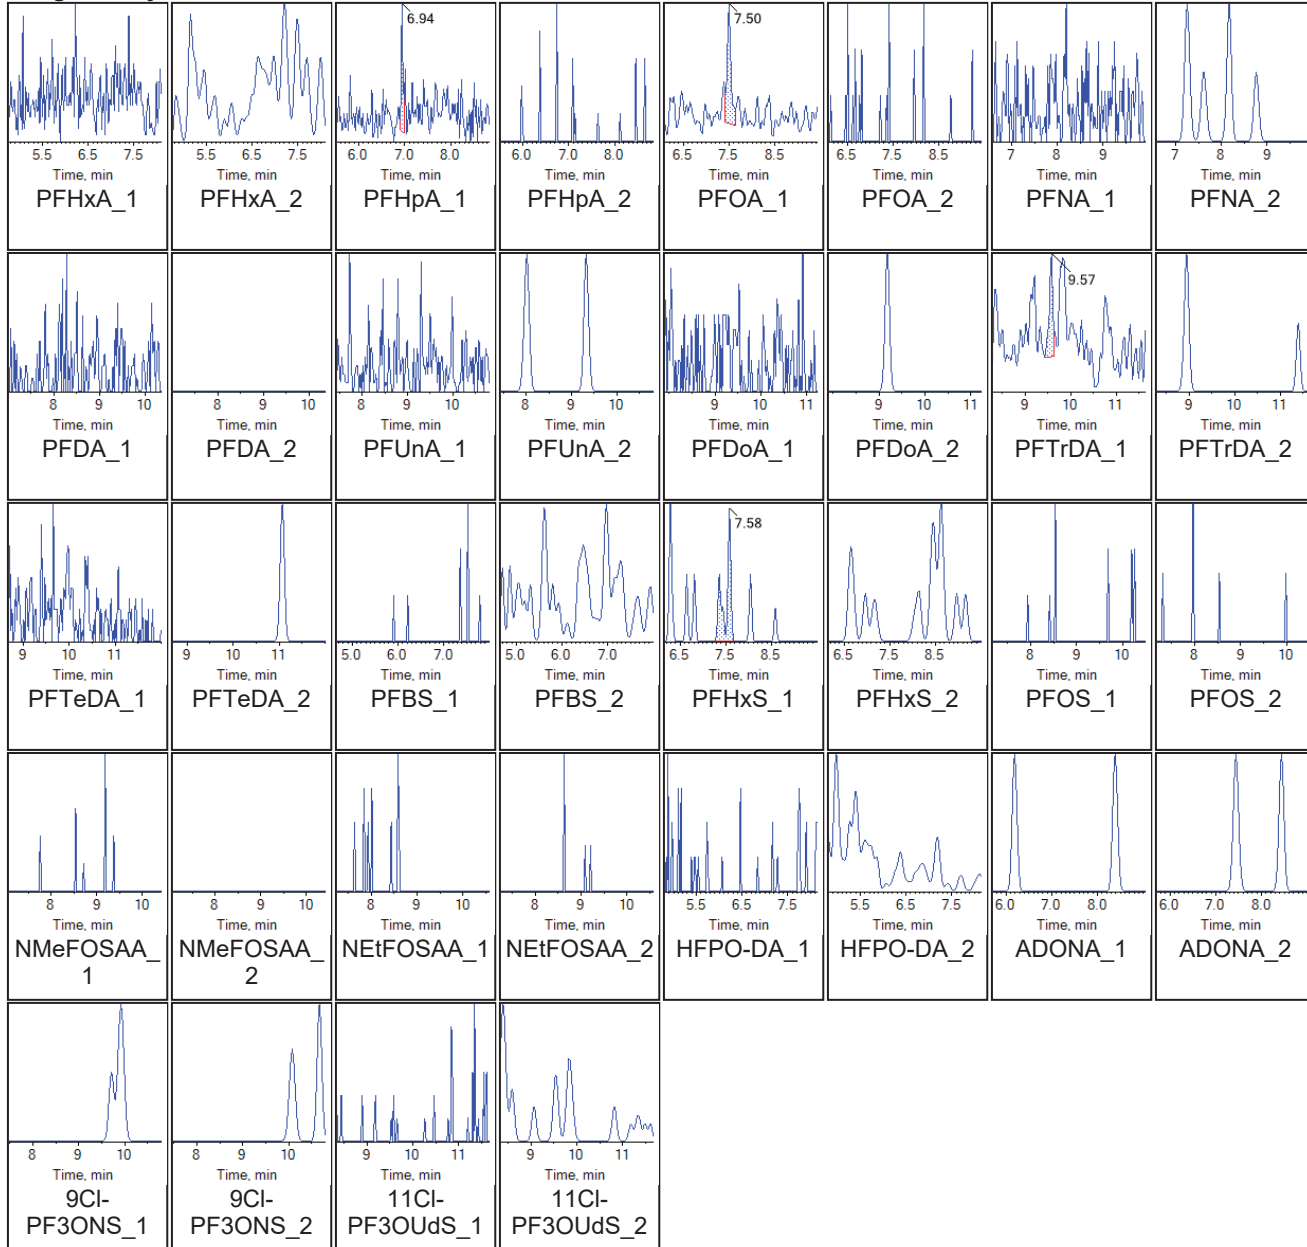 6.94
7.50
5.5 6.5 7.5
5.5 6.5 7.5
6.0 7.0 8.0
6.0 7.0 8.0
6.5 7.5 8.5
6.5 7.5 8.5
7 8 9
7 8 9
Time, min Time, min Time, min Time, min Time, min Time, min Time, min Time, min
PFHxA_1 PFHxA_2 PFHpA_1 PFHpA_2 PFOA_1 PFOA_2 PFNA_1 PFNA_2
9.57
8 9 10
8 9 10
8 9 10
8 9 10
9 10 11
9 10 11
9 10 11
9 10 11
Time, min Time, min Time, min Time, min Time, min Time, min Time, min Time, min
PFDA_1 PFDA_2 PFUnA_1 PFUnA_2 PFDoA_1 PFDoA_2 PFTrDA_1 PFTrDA_2
7.58
9 10 11
9 10 11
5.0 6.0 7.0
5.0 6.0 7.0
6.5 7.5 8.5
6.5 7.5 8.5
8 9 10
8 9 10
Time, min Time, min Time, min Time, min Time, min Time, min Time, min Time, min
PFTeDA_1 PFTeDA_2 PFBS_1 PFBS_2 PFHxS_1 PFHxS_2 PFOS_1 PFOS_2
8 9 10
8 9 10
8 9 10
8 9 10
5.5 6.5 7.5
5.5 6.5 7.5
6.0 7.0 8.0
6.0 7.0 8.0
Time, min Time, min Time, min Time, min Time, min Time, min Time, min Time, min
NMeFOSAA_ NMeFOSAA_ NEtFOSAA_1 NEtFOSAA_2 HFPO-DA_1 HFPO-DA_2 ADONA_1 ADONA_2
1 2
8 9 10
8 9 10
9 10 11
9 10 11
Time, min Time, min Time, min Time, min
9Cl- 9Cl- 11Cl- 11Cl-
PF3ONS_1 PF3ONS_2 PF3OUdS_1 PF3OUdS_2